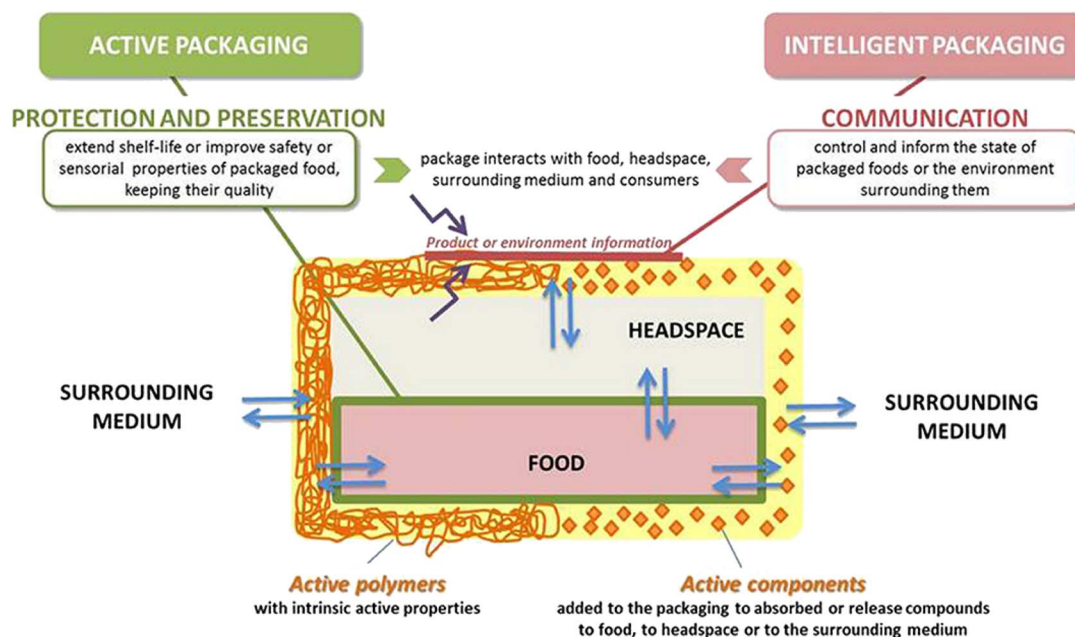 ACTIVE PACKAGING
INTELLIGENT PACKAGING
PROTECTION AND PRESERVATION
extend shelf-life or improve safety or
sensorial properties of packaged food,
keeping their quality
package interacts with food, headspace,
surrounding medium and consumers
COMMUNICATION
control and inform the state of
packaged foods or the environment
surrounding them
Product or environment information
HEADSPACE
SURROUNDING
MEDIUM
SURROUNDING
MEDIUM
FOOD
Active polymers
with intrinsic active properties
Active components
added to the packaging to absorbed or release compounds
to food, to headspace or to the surrounding medium